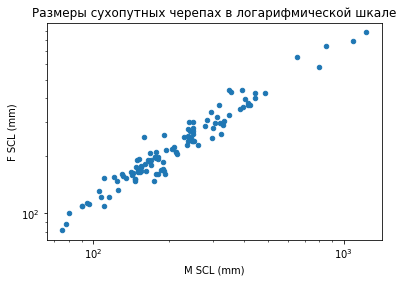 Размеры сухопутных черепах в логарифмической шкале
F SCL (mm)
10²
10²
10³
M SCL (mm)